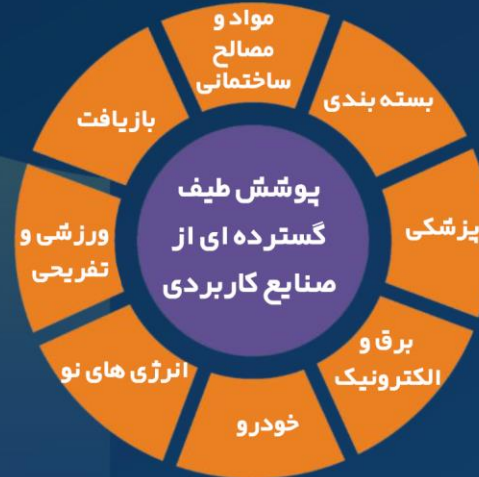 مواد و
مصالح
ساختمانی
بسته بندی
پزشکی
برق و
الکترونیک
خودرو
انرژی های نو
ورزشی و
تفریحی
بازیافت
پوشش طیف
گسترده ای از
صنایع کاربردی